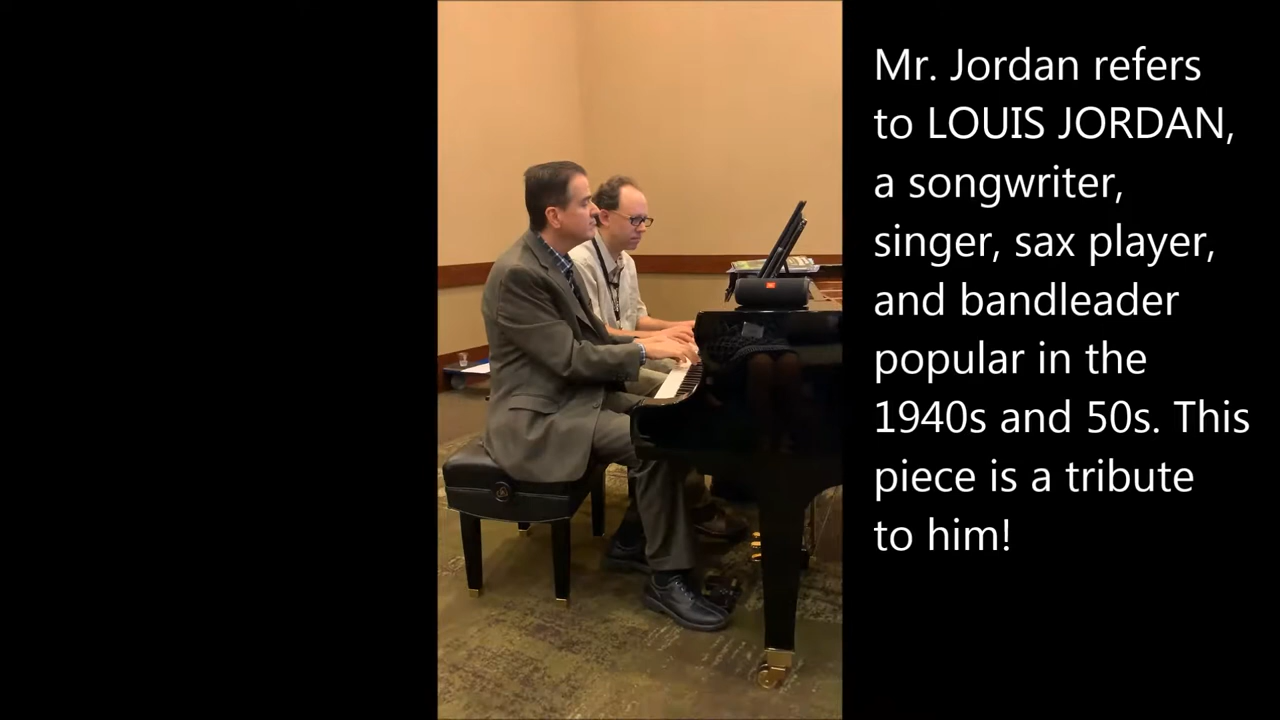 Mr. Jordan refers
to LOUIS JORDAN,
a songwriter,
singer, sax player,
and bandleader
popular in the
1940s and 50s. This
piece is a tribute
to him!